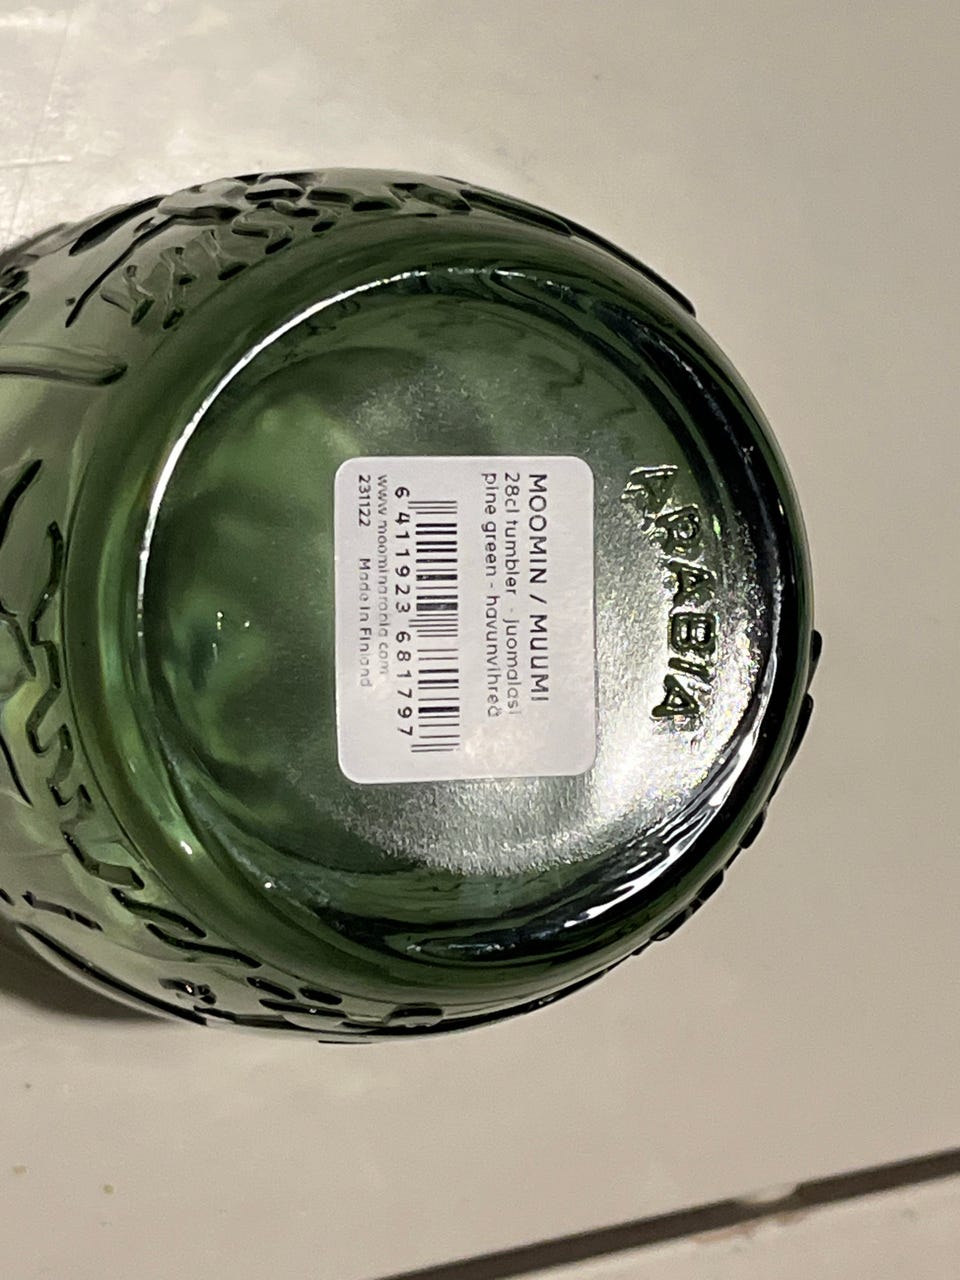 ARABIA
MOOMIN / MUUMI
28cl tumbler - juomalasi
pine green - havunvihreä
6 411923 681797
www.moominarabia.com
231122 Made in Finland